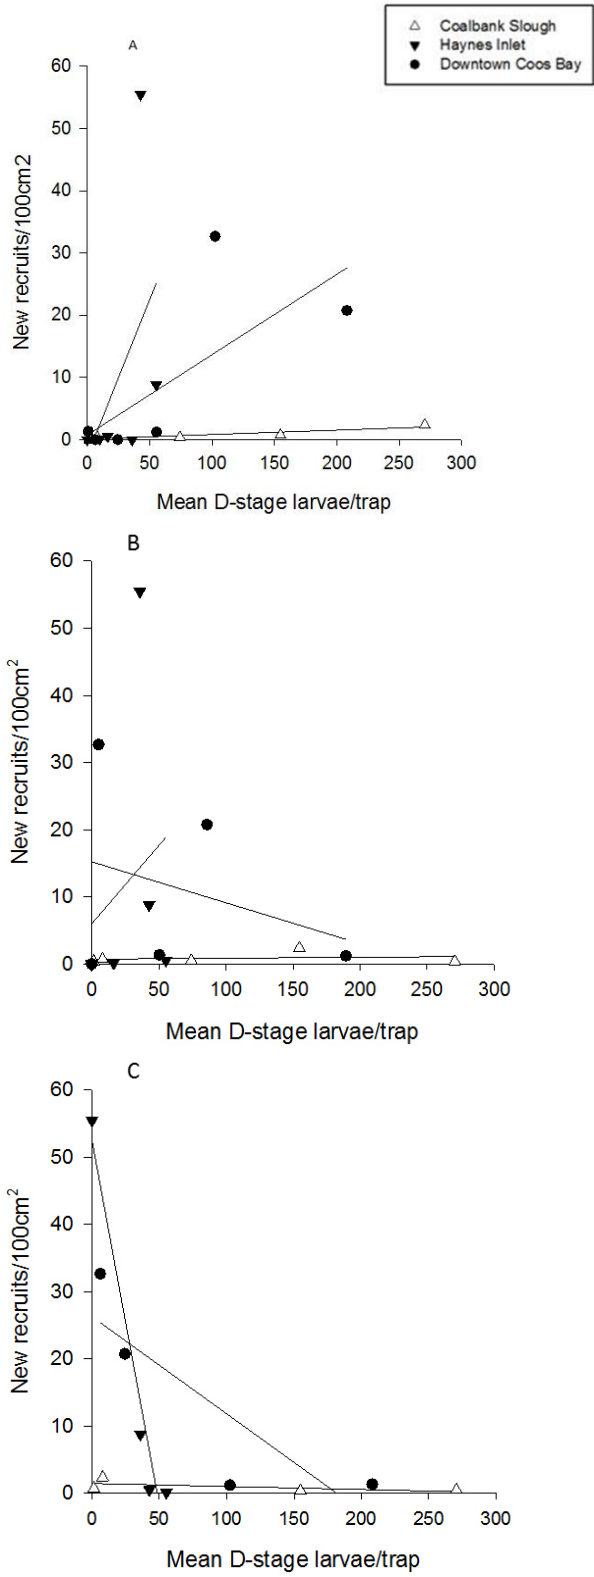 Coalbank Slough
Haynes Inlet
Downtown Coos Bay
A
60
50
40
30
20
10
0
New recruits/100cm2
0 50 100 150 200 250 300
Mean D-stage larvae/trap
B
60
50
40
30
20
10
0
New recruits/100cm²
0 50 100 150 200 250 300
Mean D-stage larvae/trap
C
60
50
40
30
20
10
0
New recruits/100cm²
0 50 100 150 200 250 300
Mean D-stage larvae/trap